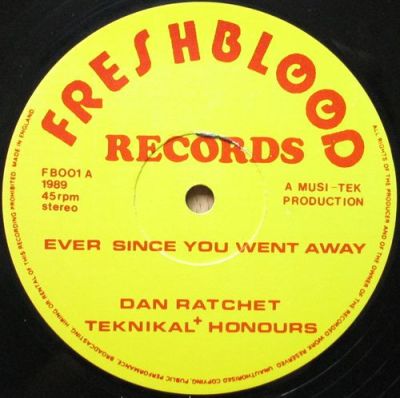 FRESHBLOOD
RECORDS
FB001 A
1989
45rpm
stereo
A MUSI-TEK
PRODUCTION
EVER SINCE YOU WENT AWAY
DAN RATCHET
+
TEKNIKAL HONOURS
ALL RIGHTS OF THE PRODUCER AND OF THE OWNER OF THE RECORDED WORK RESERVED. UNAUTHORISED COPYING, PUBLIC PERFORMANCE, BROADCASTING, HIRING OR RENTAL OF THIS RECORDING PROHIBITED. MADE IN ENGLAND